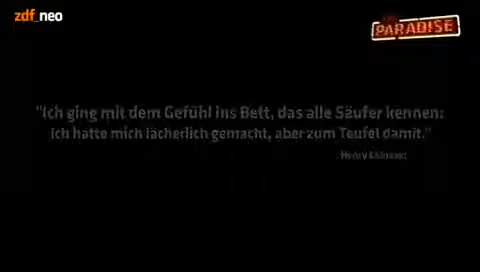 zdf_neo
PARADISE
"Ich ging mit dem Gefühl ins Bett, das alle Säufer kennen:
ich hatte mich lächerlich gemacht, aber zum Teufel damit."
Henry